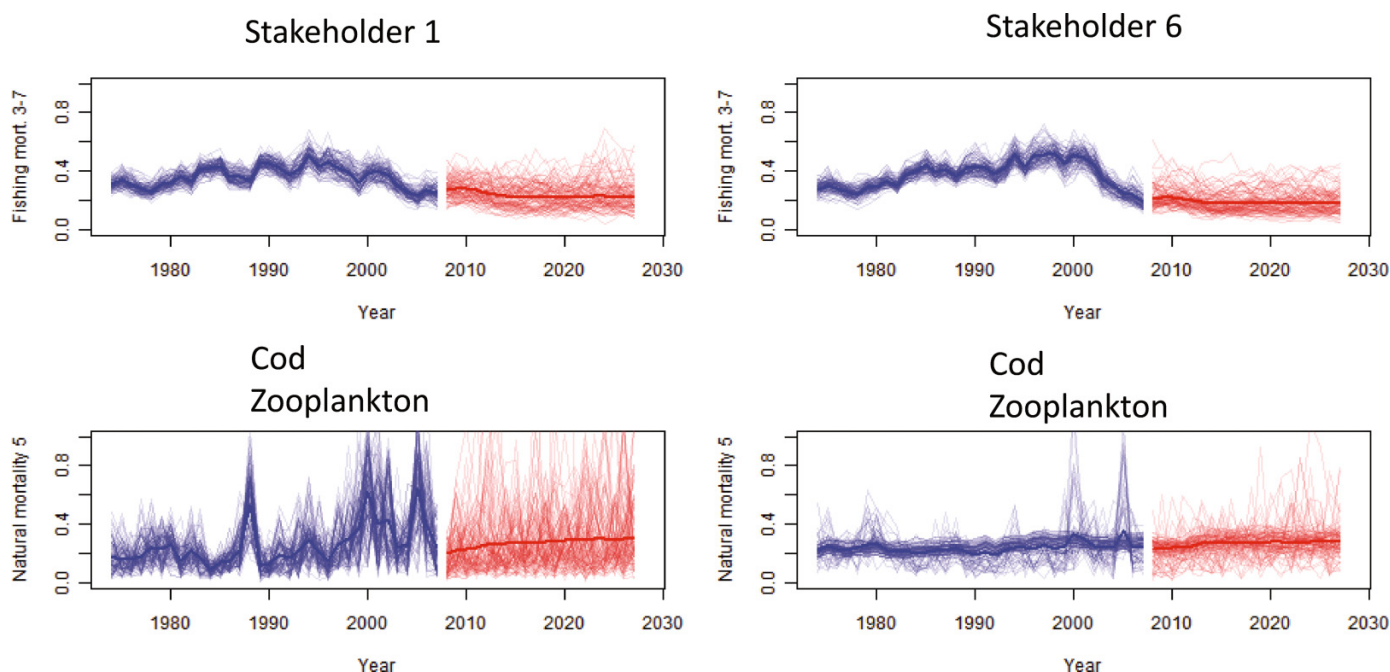 Stakeholder 1
Stakeholder 6
Fishing mort. 3-7
0.0 0.4 0.8
1980 1990 2000 2010 2020 2030
Year
Fishing mort. 3-7
0.0 0.4 0.8
1980 1990 2000 2010 2020 2030
Year
Cod
Zooplankton
Cod
Zooplankton
Natural mortality 5
0.0 0.4 0.8
1980 1990 2000 2010 2020 2030
Year
Natural mortality 5
0.0 0.4 0.8
1980 1990 2000 2010 2020 2030
Year